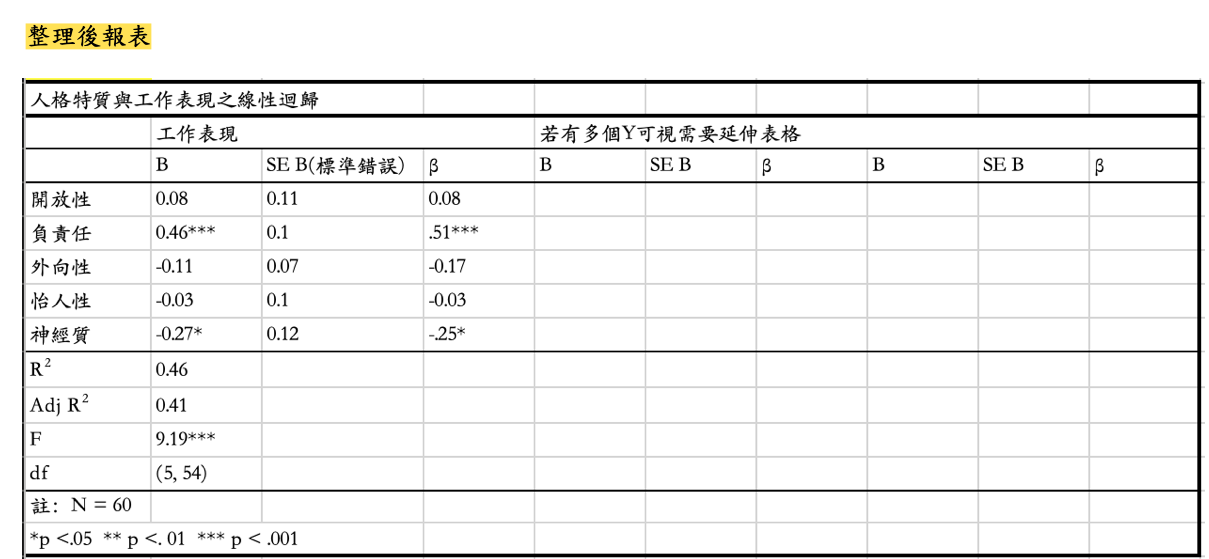 整理後報表
人格特質與工作表現之線性迴歸
工作表現 若有多個Y可視需要延伸表格
B SE B(標準錯誤) β B SE B β B SE B β
開放性 0.08 0.11 0.08
負責任 0.46*** 0.1 .51***
外向性 -0.11 0.07 -0.17
怡人性 -0.03 0.1 -0.03
神經質 -0.27* 0.12 -.25*
R² 0.46
Adj R² 0.41
F 9.19***
df (5, 54)
註: N = 60
*p <.05 ** p <. 01 *** p < .001